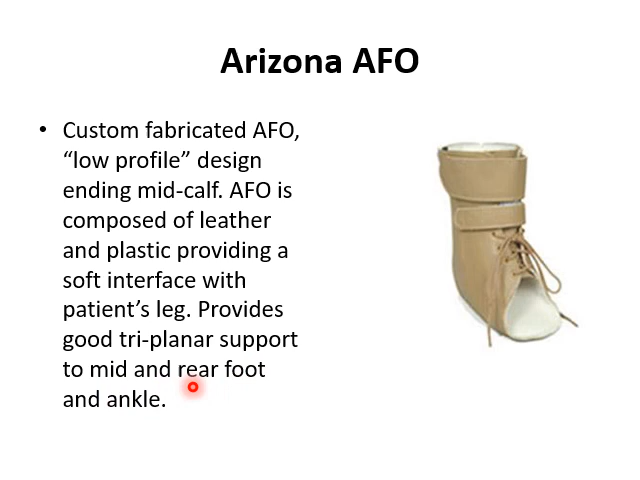 Arizona AFO
• Custom fabricated AFO,
“low profile” design
ending mid-calf. AFO is
composed of leather
and plastic providing a
soft interface with
patient’s leg. Provides
good tri-planar support
to mid and rear foot
and ankle.